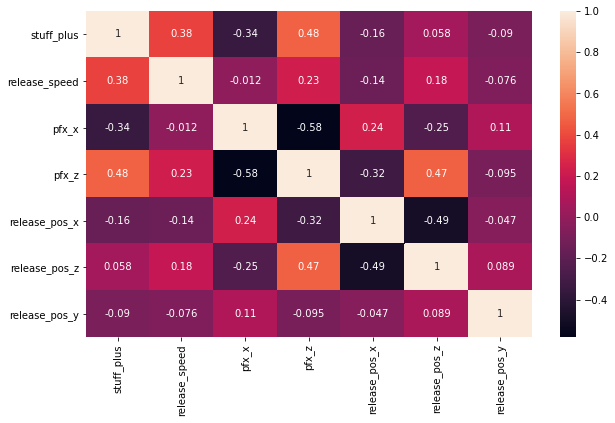 stuff_plus 1 0.38 -0.34 0.48 -0.16 0.058 -0.09
release_speed 0.38 1 -0.012 0.23 -0.14 0.18 -0.076
pfx_x -0.34 -0.012 1 -0.58 0.24 -0.25 0.11
pfx_z 0.48 0.23 -0.58 1 -0.32 0.47 -0.095
release_pos_x -0.16 -0.14 0.24 -0.32 1 -0.49 -0.047
release_pos_z 0.058 0.18 -0.25 0.47 -0.49 1 0.089
release_pos_y -0.09 -0.076 0.11 -0.095 -0.047 0.089 1
stuff_plus
release_speed
pfx_x
pfx_z
release_pos_x
release_pos_z
release_pos_y
1.0
0.8
0.6
0.4
0.2
0.0
-0.2
-0.4